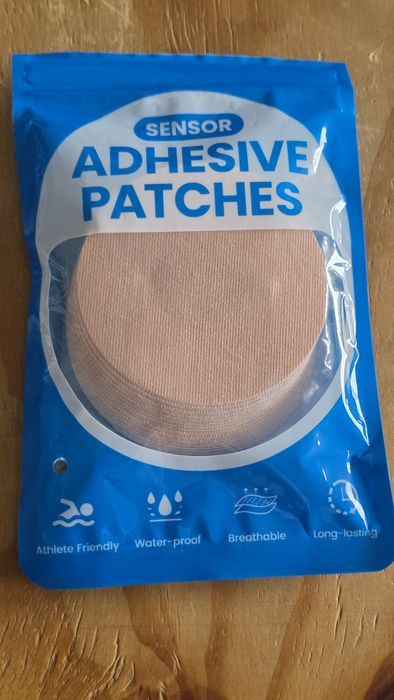 SENSOR
ADHESIVE
PATCHES
Athlete Friendly
Water-proof
Breathable
Long-lasting